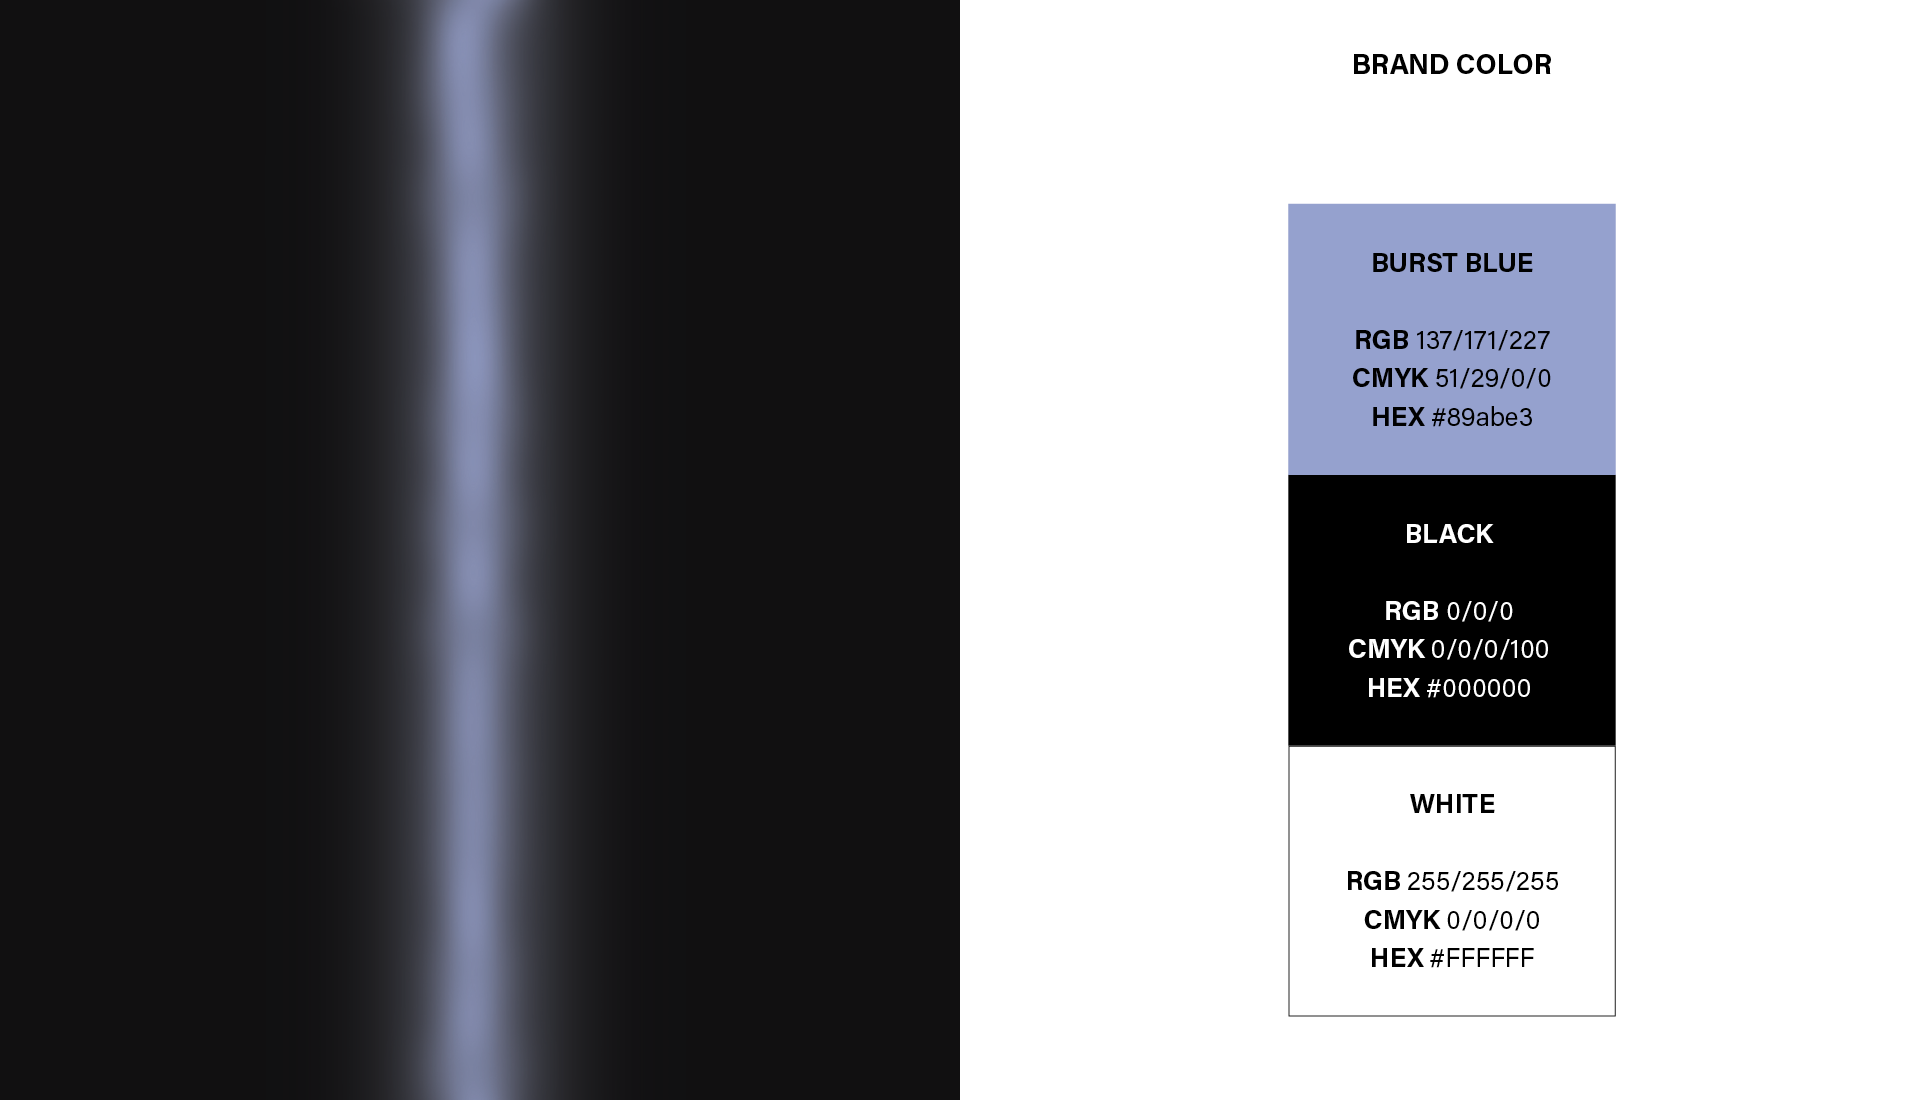 BRAND COLOR
BURST BLUE
RGB 137/171/227
CMYK 51/29/0/0
HEX #89abe3
BLACK
RGB 0/0/0
CMYK 0/0/0/100
HEX #000000
WHITE
RGB 255/255/255
CMYK 0/0/0/0
HEX #FFFFFF